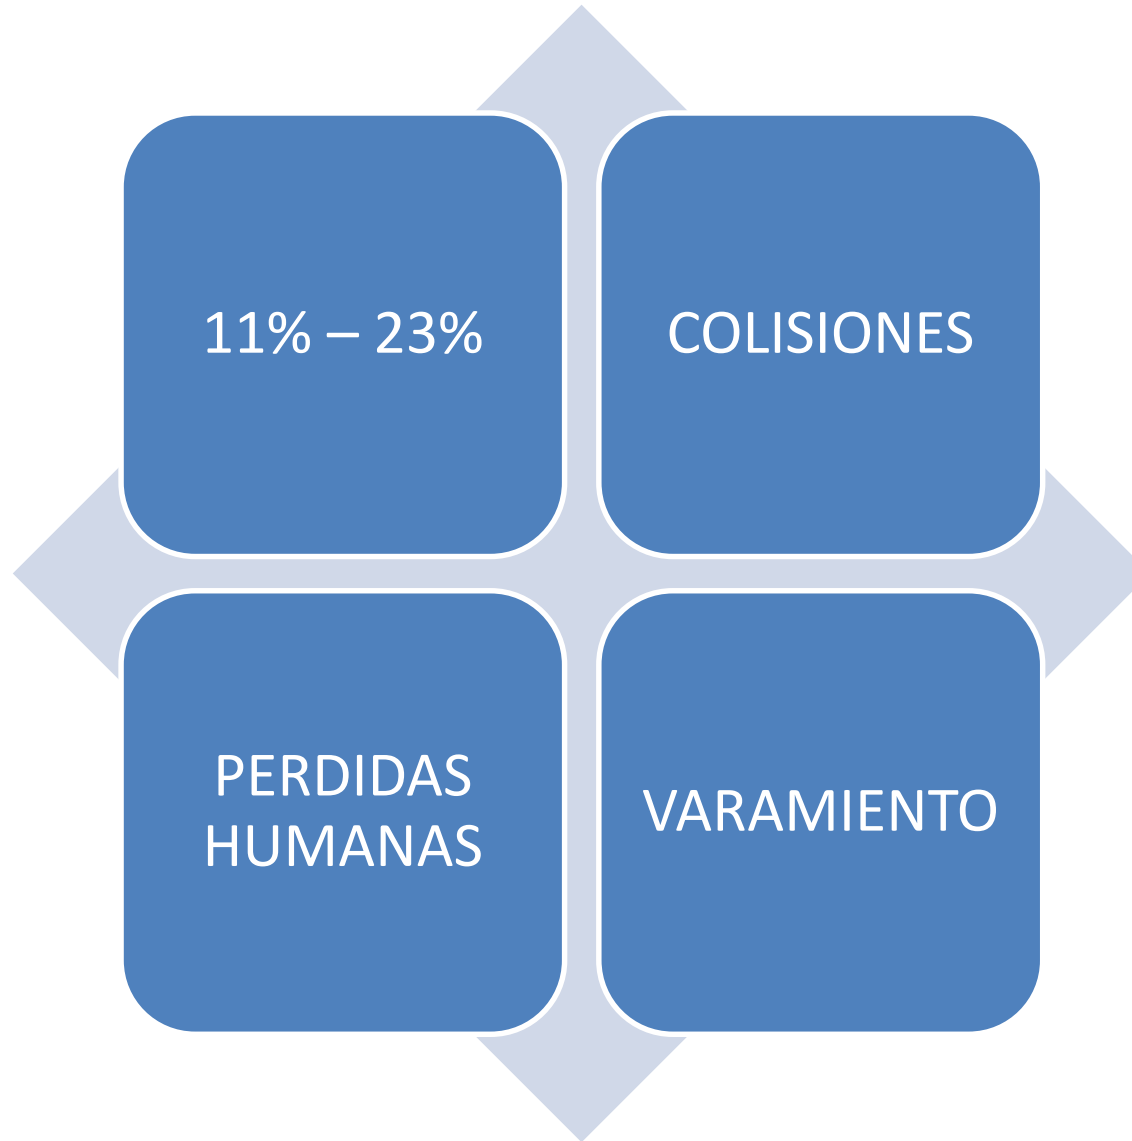 11% – 23%
COLISIONES
PERDIDAS
HUMANAS
VARAMIENTO